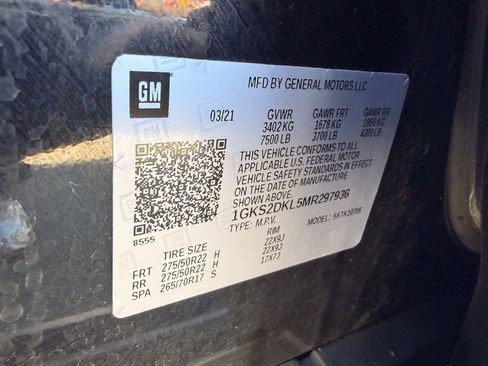 GM
MFD BY GENERAL MOTORS LLC
03/21 GVWR GAWR FRT GAWR RR
3402 KG 1678 KG 1950 KG
7500 LB 3700 LB 4300 LB
THIS VEHICLE CONFORMS TO ALL
APPLICABLE U.S. FEDERAL MOTOR
VEHICLE SAFETY STANDARDS IN EFFECT
ON THE DATE OF MANUFACTURE
SHOWN ABOVE.
1GKS2DKL5MR297936
TYPE: M.P.V. MODEL: S6TK10706
8555
TIRE SIZE RIM
FRT 275/50R22 H 22X9J
RR 275/50R22 H 22X9J
SPA 265/70R17 S 17X7J